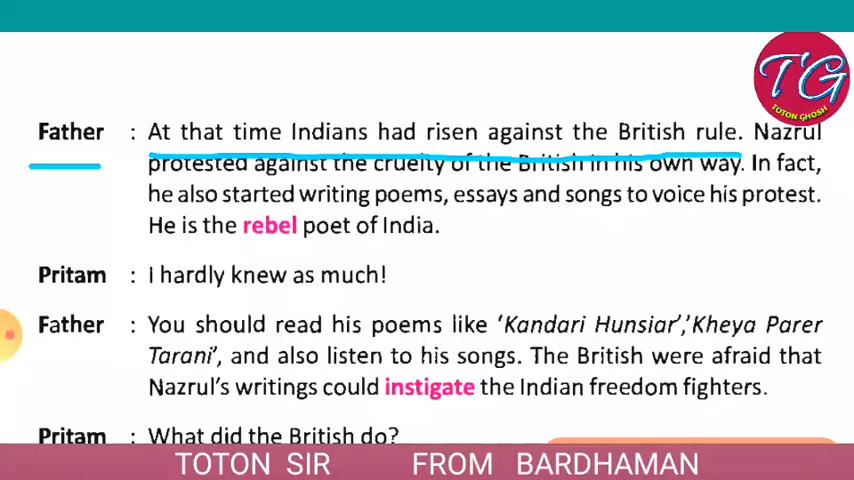 TG
TOTON GHOSH
Father : At that time Indians had risen against the British rule. Nazrul
protested against the cruelty of the British in his own way. In fact,
he also started writing poems, essays and songs to voice his protest.
He is the rebel poet of India.
Pritam : I hardly knew as much!
Father : You should read his poems like ‘Kandari Hunsiar’,’Kheya Parer
Tarani’, and also listen to his songs. The British were afraid that
Nazrul’s writings could instigate the Indian freedom fighters.
Pritam : What did the British do?
TOTON SIR FROM BARDHAMAN